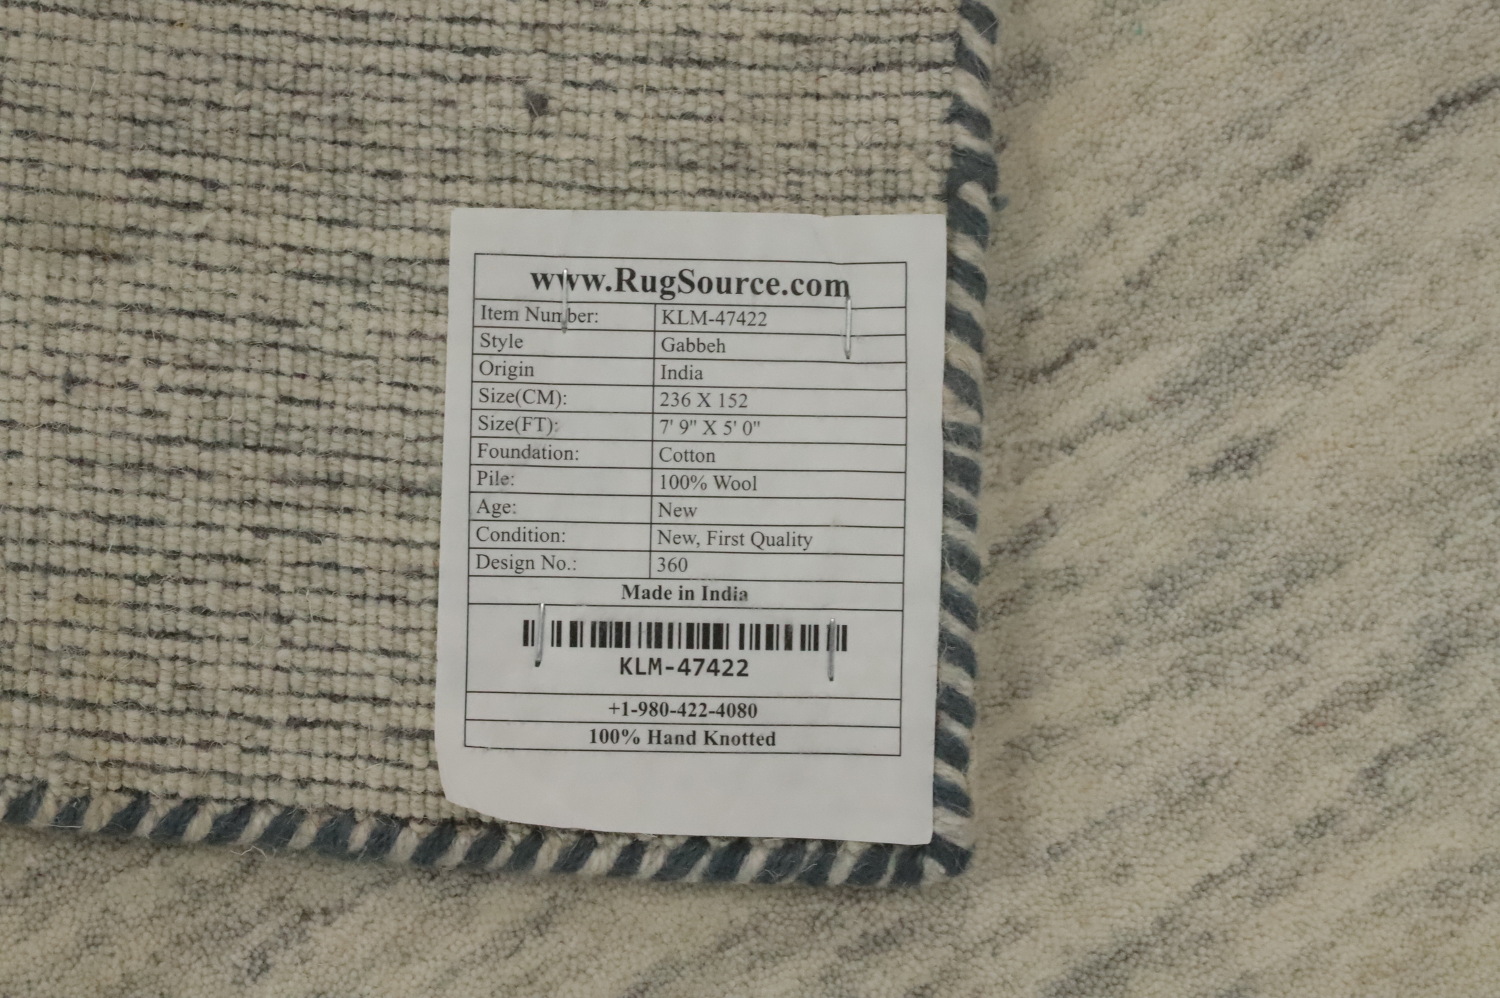 www.RugSource.com
Item Number: KLM-47422
Style Gabbeh
Origin India
Size(CM): 236 X 152
Size(FT): 7' 9" X 5' 0"
Foundation: Cotton
Pile: 100% Wool
Age: New
Condition: New, First Quality
Design No.: 360
Made in India
KLM-47422
+1-980-422-4080
100% Hand Knotted